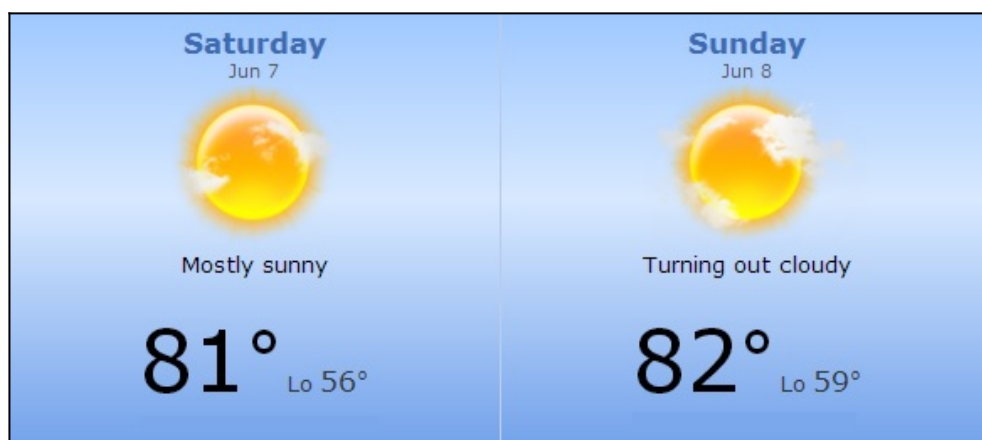 Saturday
Jun 7
Mostly sunny
81° Lo 56°
Sunday
Jun 8
Turning out cloudy
82° Lo 59°